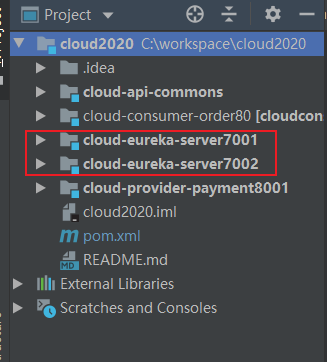 Project
cloud2020 C:\workspace\cloud2020
.idea
cloud-api-commons
cloud-consumer-order80 [cloudcon
cloud-eureka-server7001
cloud-eureka-server7002
cloud-provider-payment8001
cloud2020.iml
pom.xml
README.md
External Libraries
Scratches and Consoles